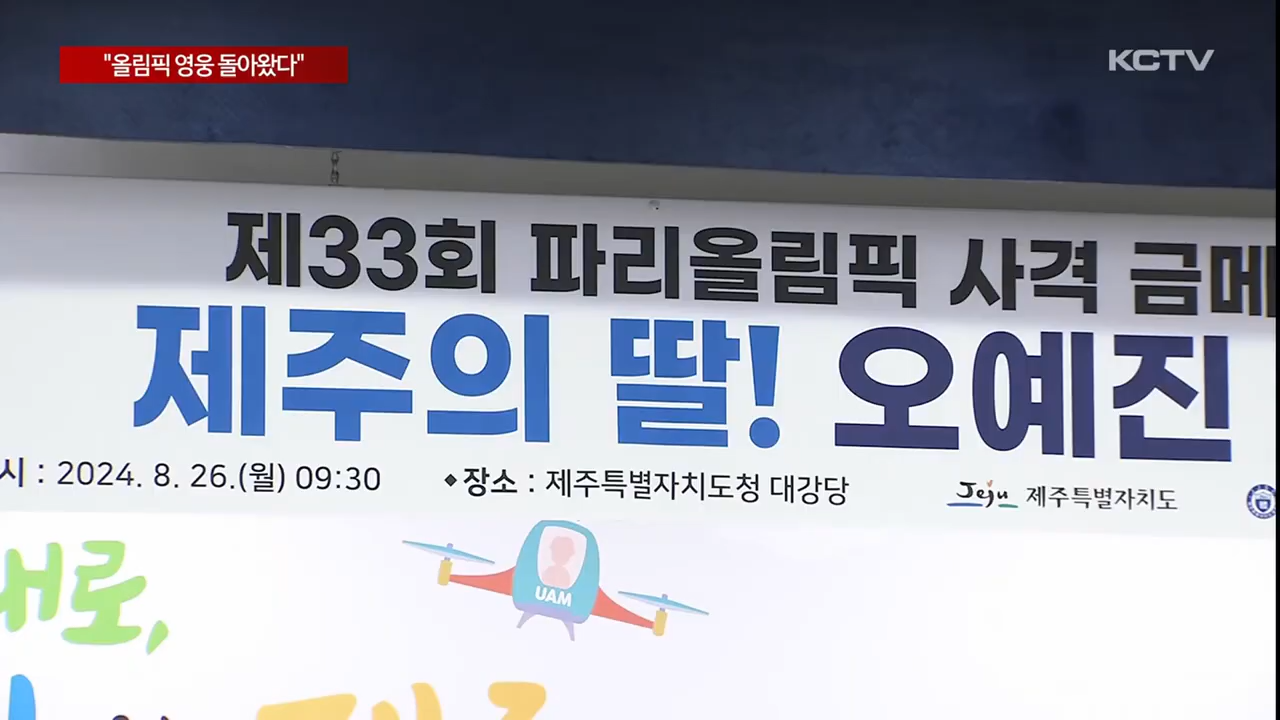 "올림픽 영웅 돌아왔다"
KCTV
제33회 파리올림픽 사격 금메
제주의 딸! 오예진
시 : 2024. 8. 26.(월) 09:30
◆장소 : 제주특별자치도청 대강당
Jeju 제주특별자치도
UAM
로,